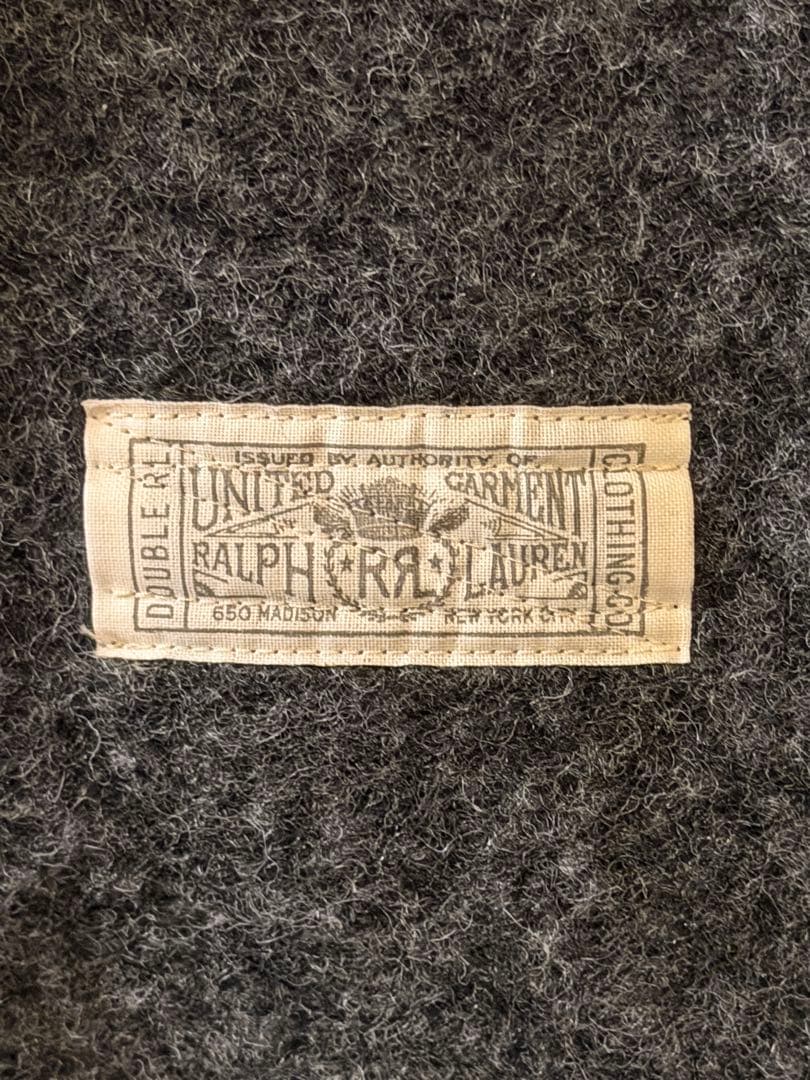 ISSUED BY AUTHORITY OF
UNITED GARMENT
RALPH RRL LAUREN
650 MADISON NEW YORK CITY
DOUBLE RL
CLOTHING CO